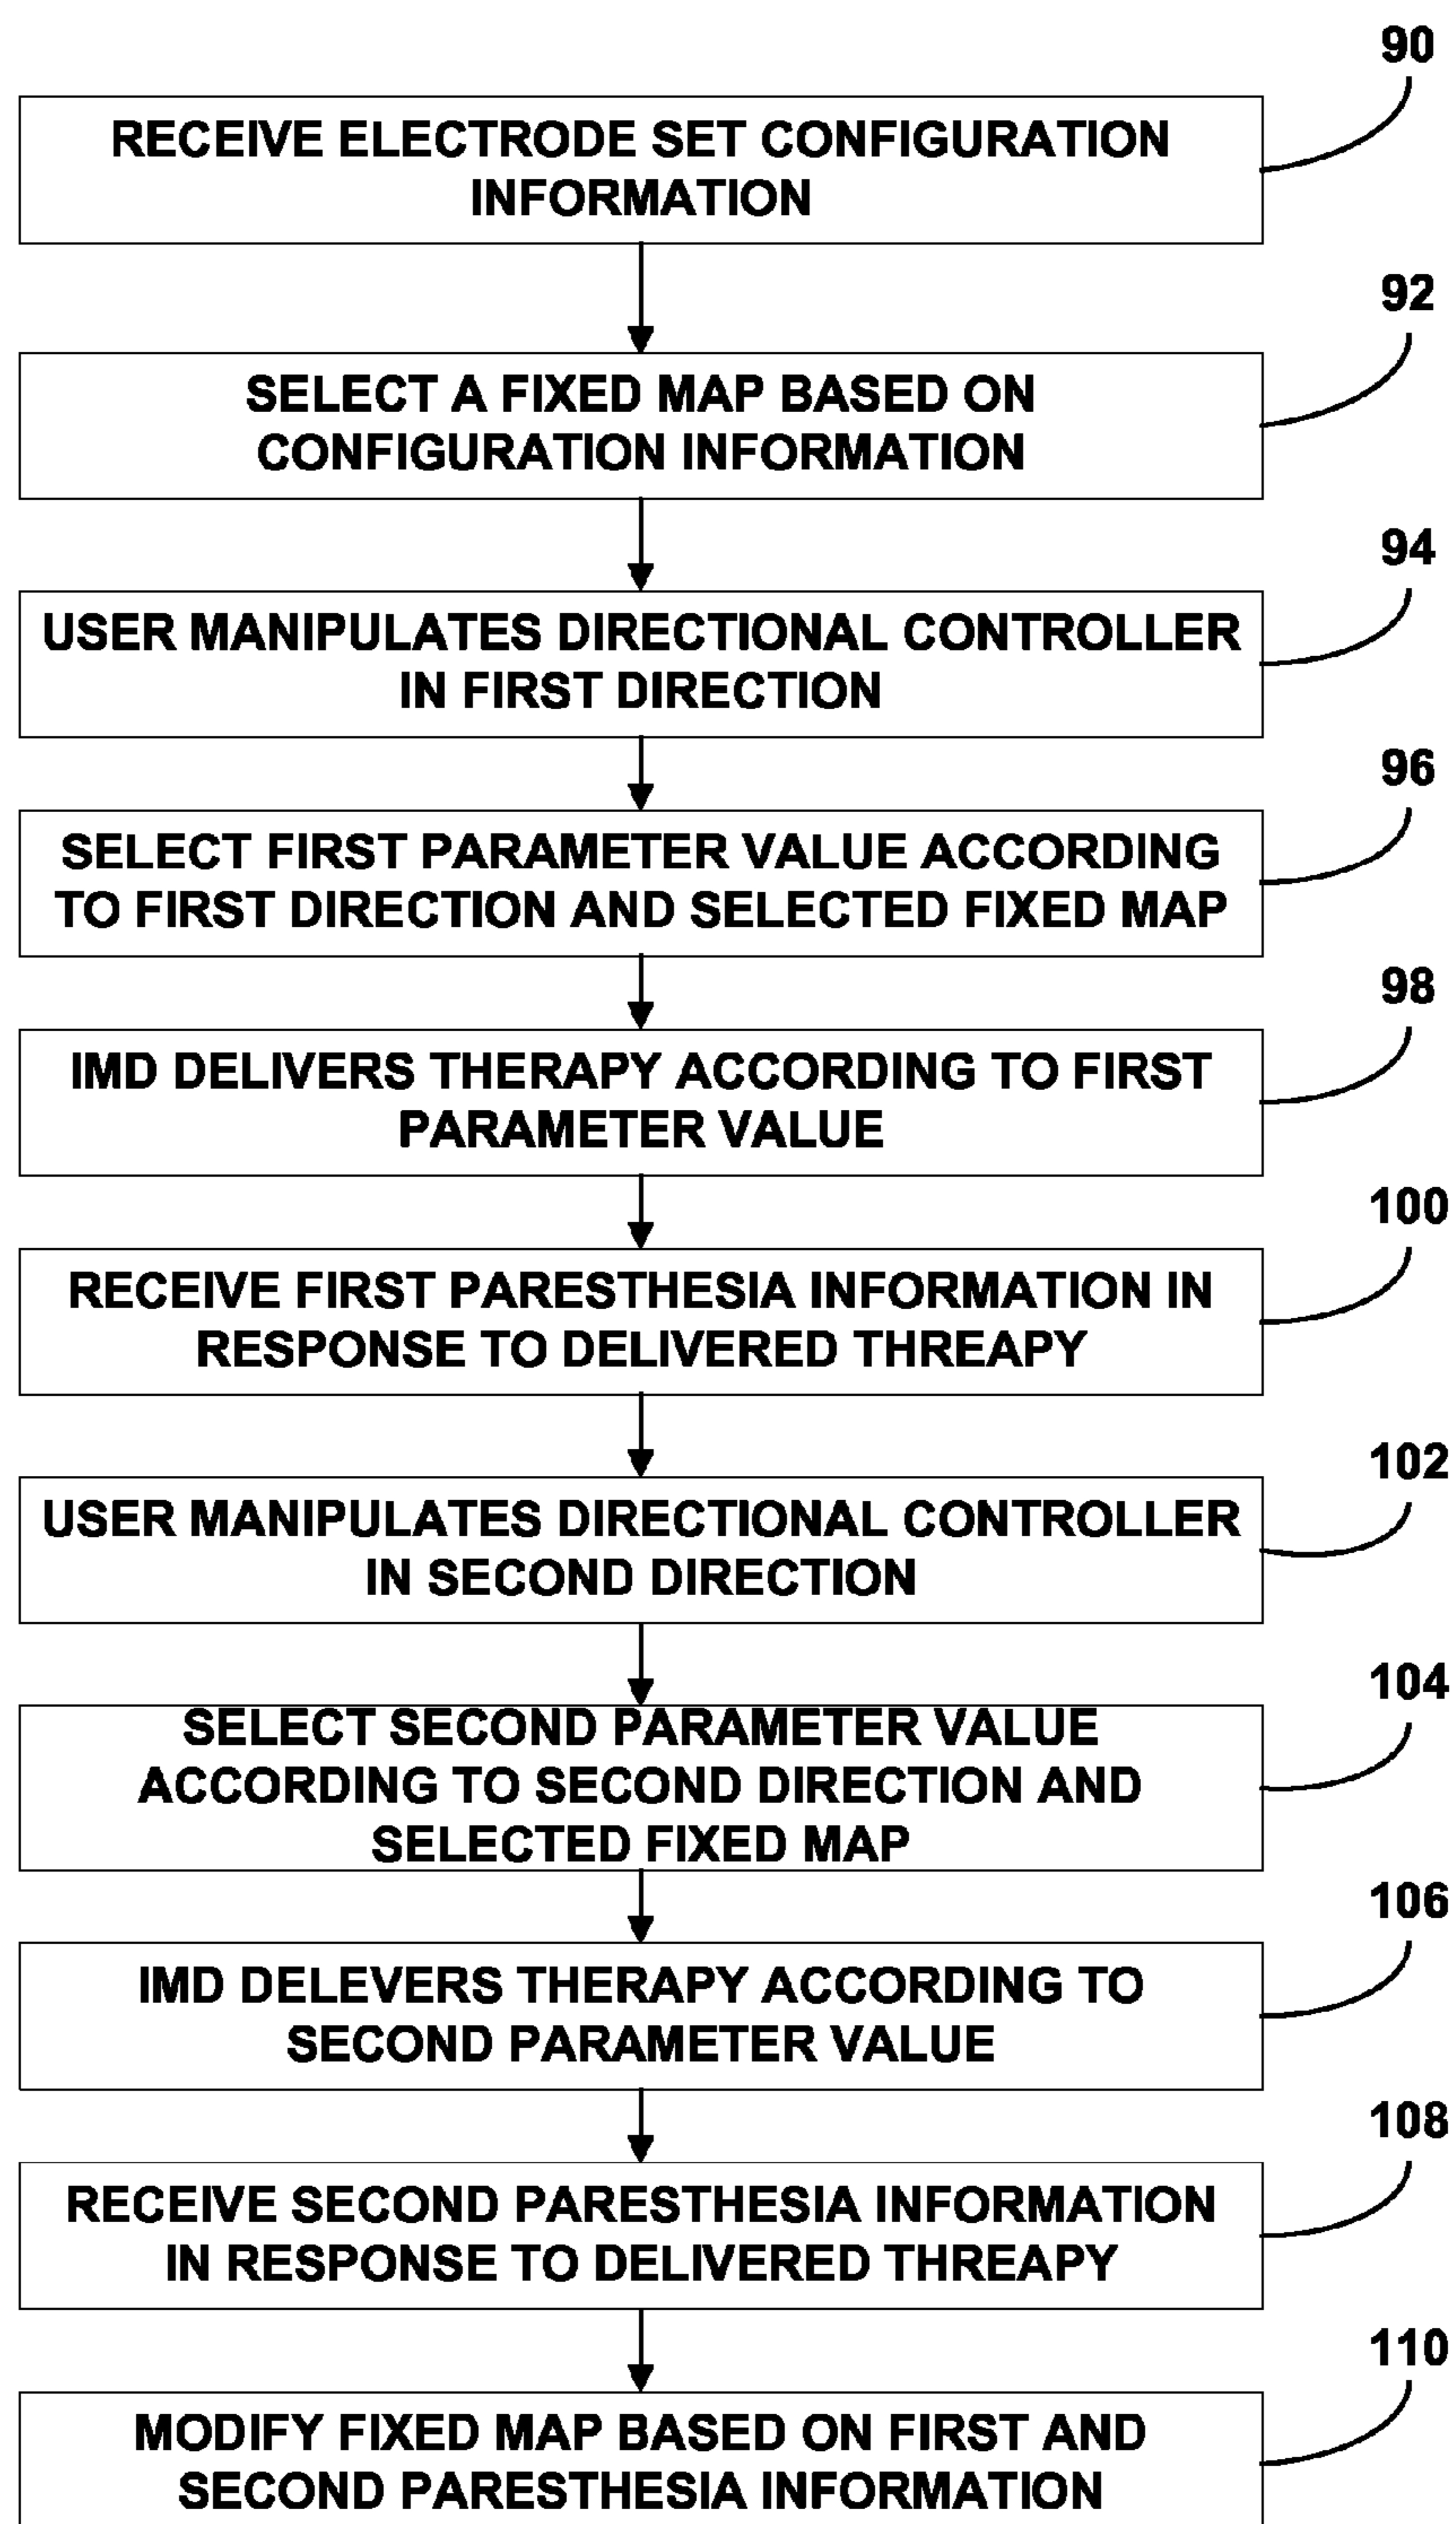 90
RECEIVE ELECTRODE SET CONFIGURATION
INFORMATION
92
SELECT A FIXED MAP BASED ON
CONFIGURATION INFORMATION
94
USER MANIPULATES DIRECTIONAL CONTROLLER
IN FIRST DIRECTION
96
SELECT FIRST PARAMETER VALUE ACCORDING
TO FIRST DIRECTION AND SELECTED FIXED MAP
98
IMD DELIVERS THERAPY ACCORDING TO FIRST
PARAMETER VALUE
100
RECEIVE FIRST PARESTHESIA INFORMATION IN
RESPONSE TO DELIVERED THREAPY
102
USER MANIPULATES DIRECTIONAL CONTROLLER
IN SECOND DIRECTION
104
SELECT SECOND PARAMETER VALUE
ACCORDING TO SECOND DIRECTION AND
SELECTED FIXED MAP
106
IMD DELEVERS THERAPY ACCORDING TO
SECOND PARAMETER VALUE
108
RECEIVE SECOND PARESTHESIA INFORMATION
IN RESPONSE TO DELIVERED THREAPY
110
MODIFY FIXED MAP BASED ON FIRST AND
SECOND PARESTHESIA INFORMATION